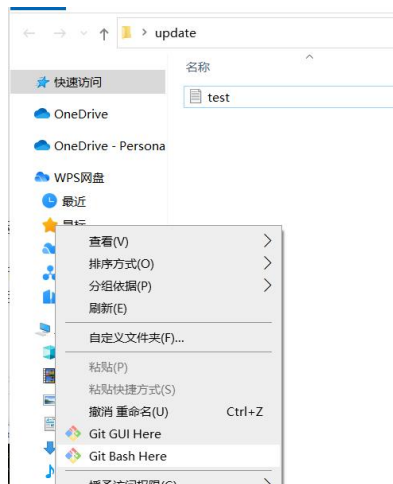 update
名称
快速访问
test
OneDrive
OneDrive - Persona
WPS网盘
最近
查看(V)
排序方式(O)
分组依据(P)
刷新(E)
自定义文件夹(F)...
粘贴(P)
粘贴快捷方式(S)
撤消 重命名(U) Ctrl+Z
Git GUI Here
Git Bash Here